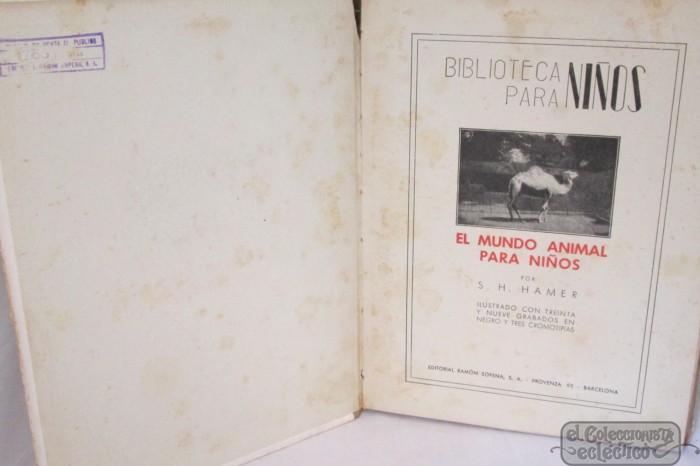 PUBLICO
BIBLIOTECA
PARA NIÑOS
EL MUNDO ANIMAL
PARA NIÑOS
POR
S. H. HAMER
ILUSTRADO CON TREINTA
Y NUEVE GRABADOS EN
NEGRO Y TRES CROMOTIPIAS
EDITORIAL RAMÓN SOPENA, S. A. - PROVENZA 95 - BARCELONA
el Coleccionista
ecléctico